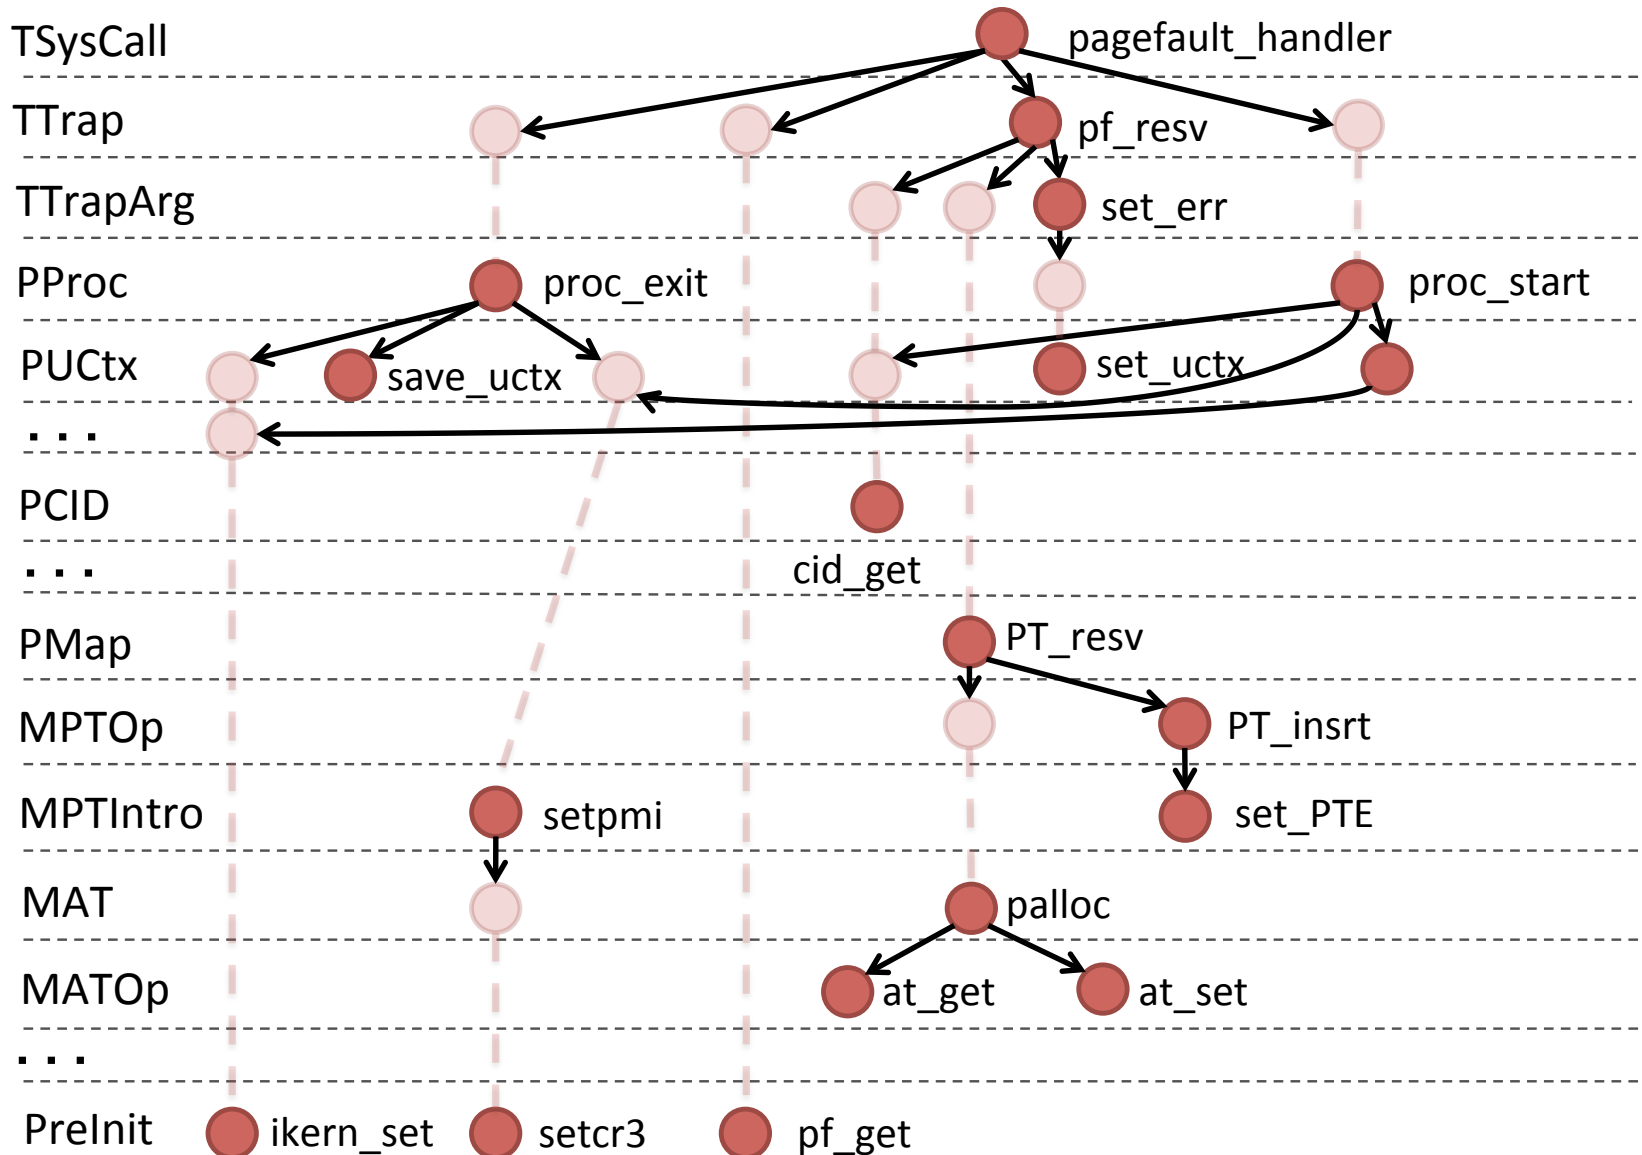 TSysCall pagefault_handler
TTrap pf_resv
TTrapArg set_err
PProc proc_exit proc_start
PUCtx save_uctx set_uctx
. . .
PCID
. . . cid_get
PMap PT_resv
MPTOp PT_insrt
MPTIntro setpmi set_PTE
MAT palloc
MATOp at_get at_set
. . .
PreInit ikern_set setcr3 pf_get